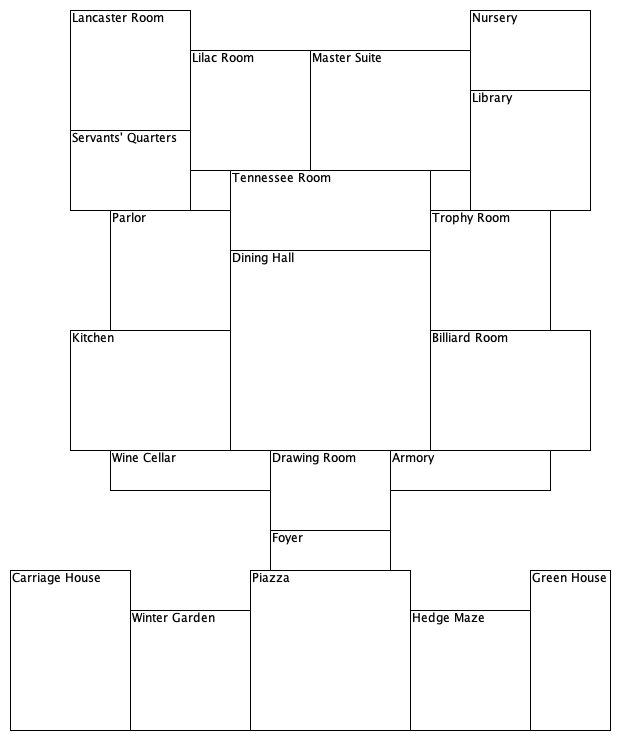 Lancaster Room
Nursery
Lilac Room
Master Suite
Library
Servants' Quarters
Tennessee Room
Parlor
Trophy Room
Dining Hall
Kitchen
Billiard Room
Wine Cellar
Drawing Room
Armory
Foyer
Carriage House
Piazza
Green House
Winter Garden
Hedge Maze